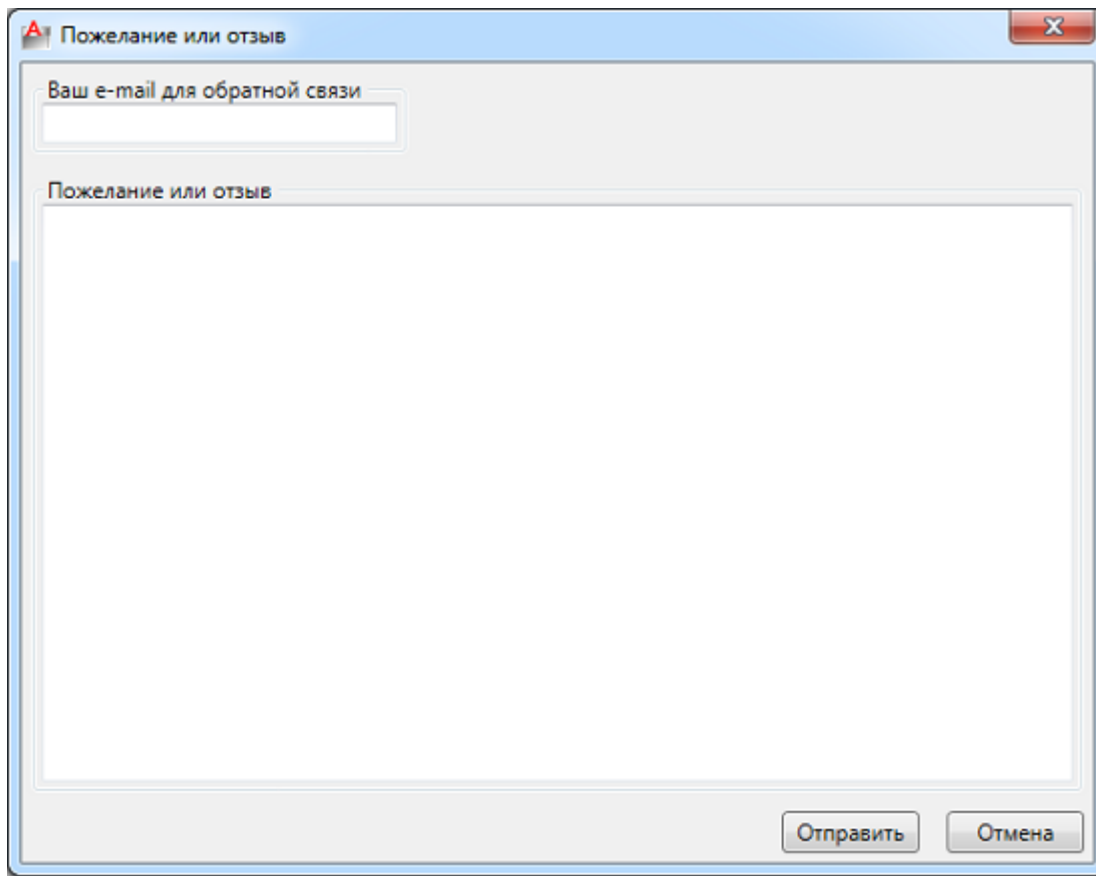 Пожелание или отзыв
Ваш e-mail для обратной связи
Пожелание или отзыв
Отправить Отмена